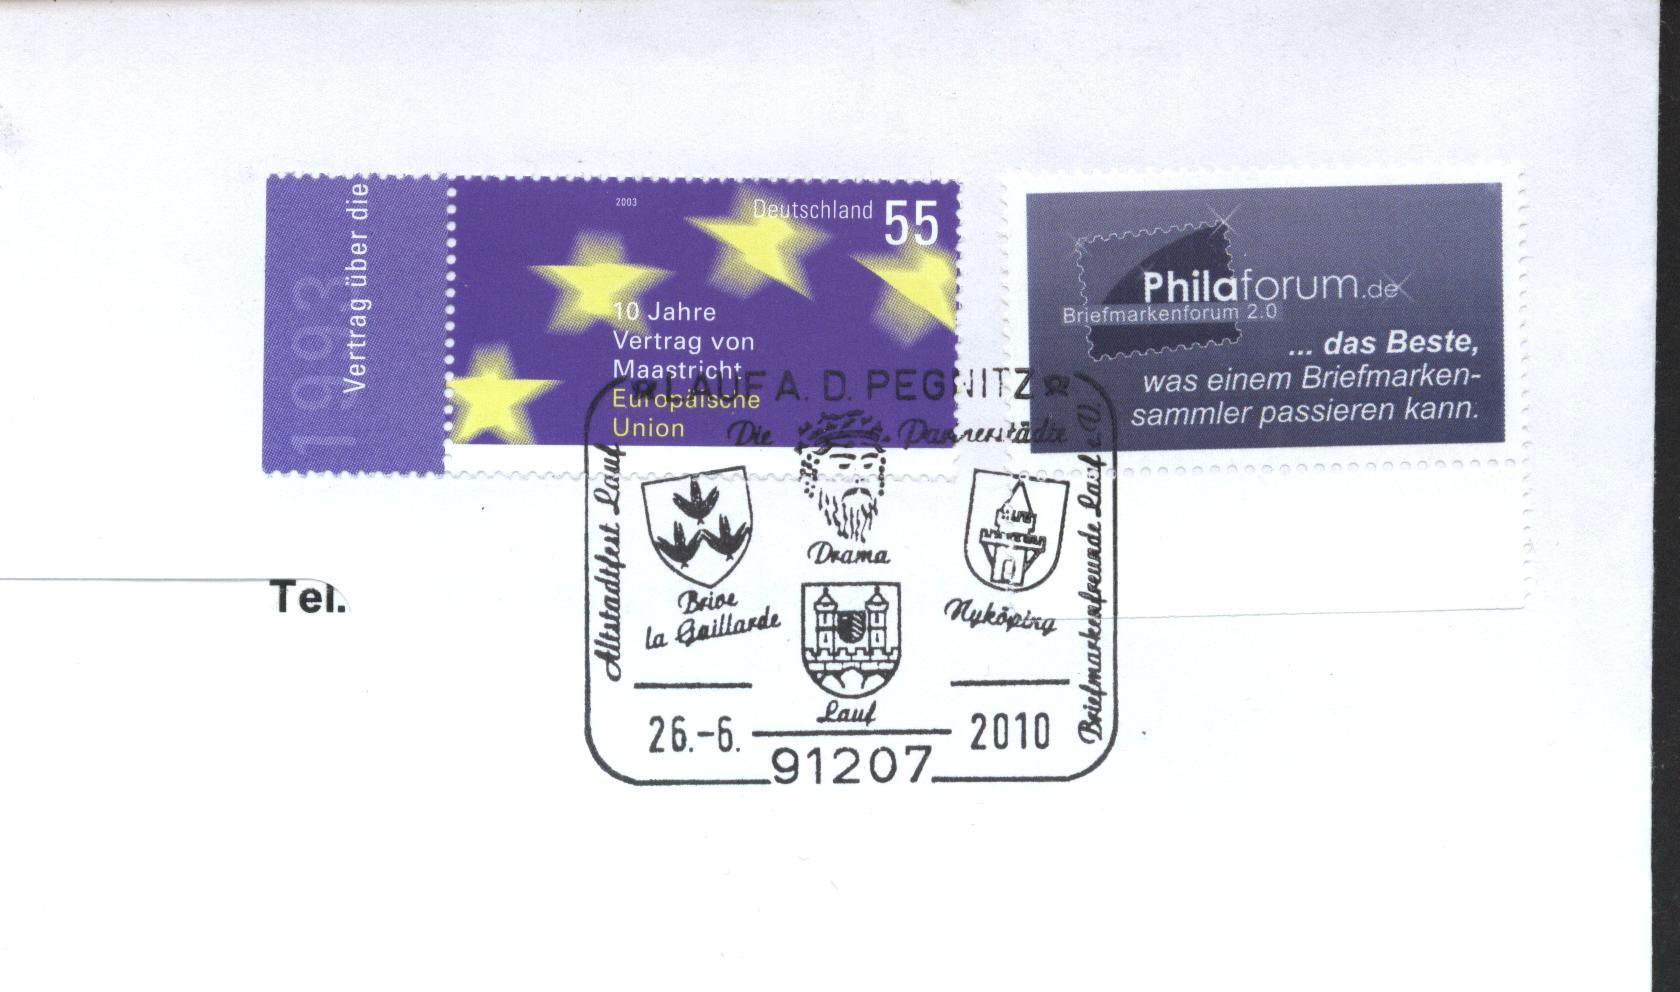 1993
Vertrag über die
2003
Deutschland 55
10 Jahre
Vertrag von
Maastricht
Europäische
Union
Philaforum.de
Briefmarkenforum 2.0
... das Beste,
was einem Briefmarken-
sammler passieren kann.
LAUF A. D. PEGNITZ
Die Partnerstädte
Altstadtfest Lauf
Briefmarkenfreunde Lauf e.V.
Drama
Brive
la Gaillarde
Nyköping
Lauf
26.-6. 2010
91207
Tel.